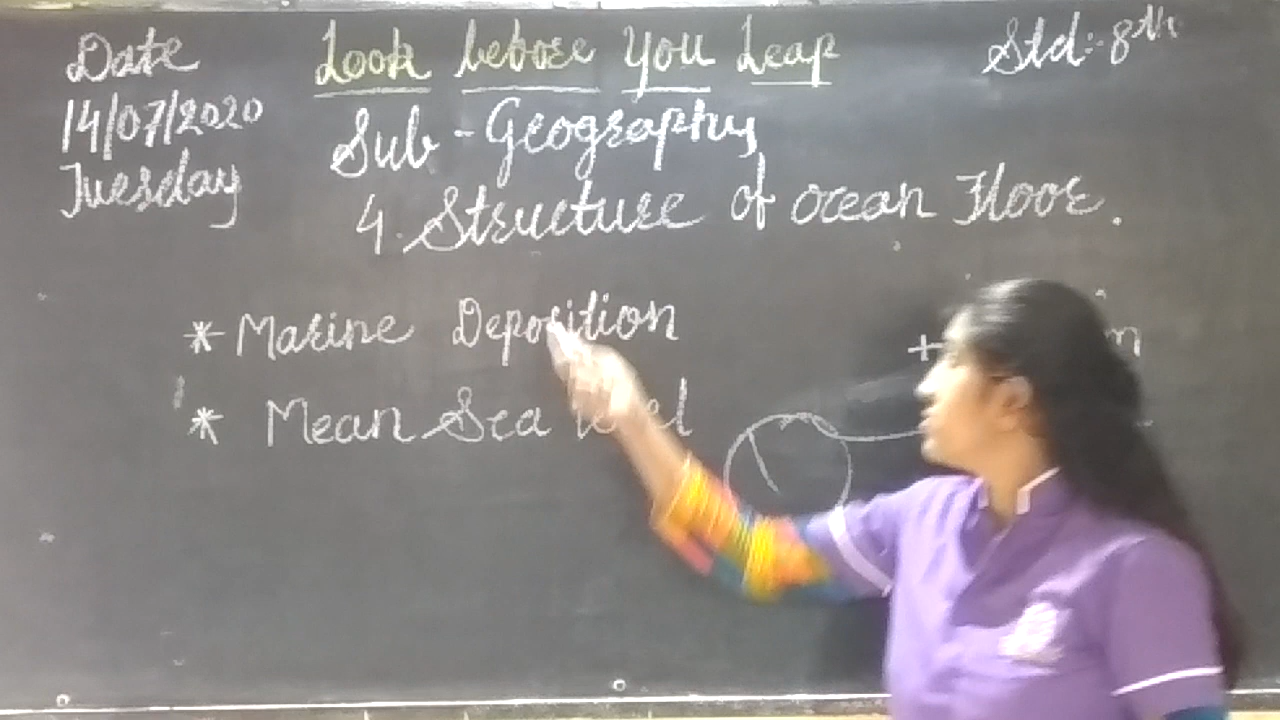 Date
14/07/2020
Tuesday
Look before You Leap
Std:- 8th
Sub - Geography
4. Structure of ocean Floor.
* Marine Deposition
* Mean Sea level
+
m